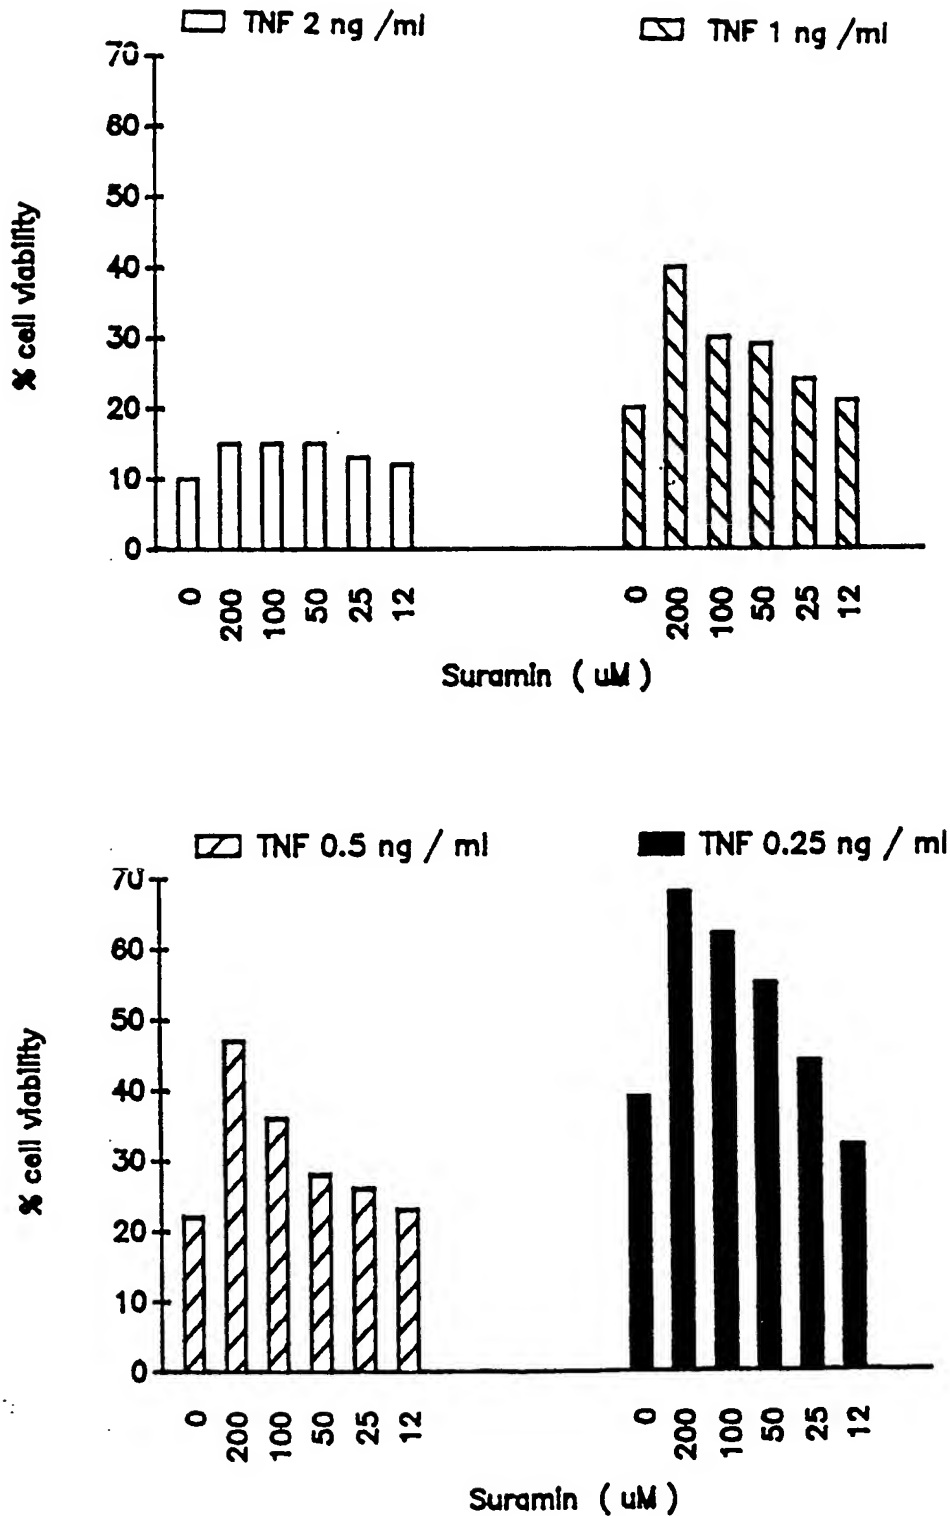 TNF 2 ng /ml
TNF 1 ng /ml
% cell viability
70
60
50
40
30
20
10
0
0 200 100 50 25 12
0 200 100 50 25 12
Suramin ( uM )
TNF 0.5 ng / ml
TNF 0.25 ng / ml
% cell viability
70
60
50
40
30
20
10
0
0 200 100 50 25 12
0 200 100 50 25 12
Suramin ( uM )